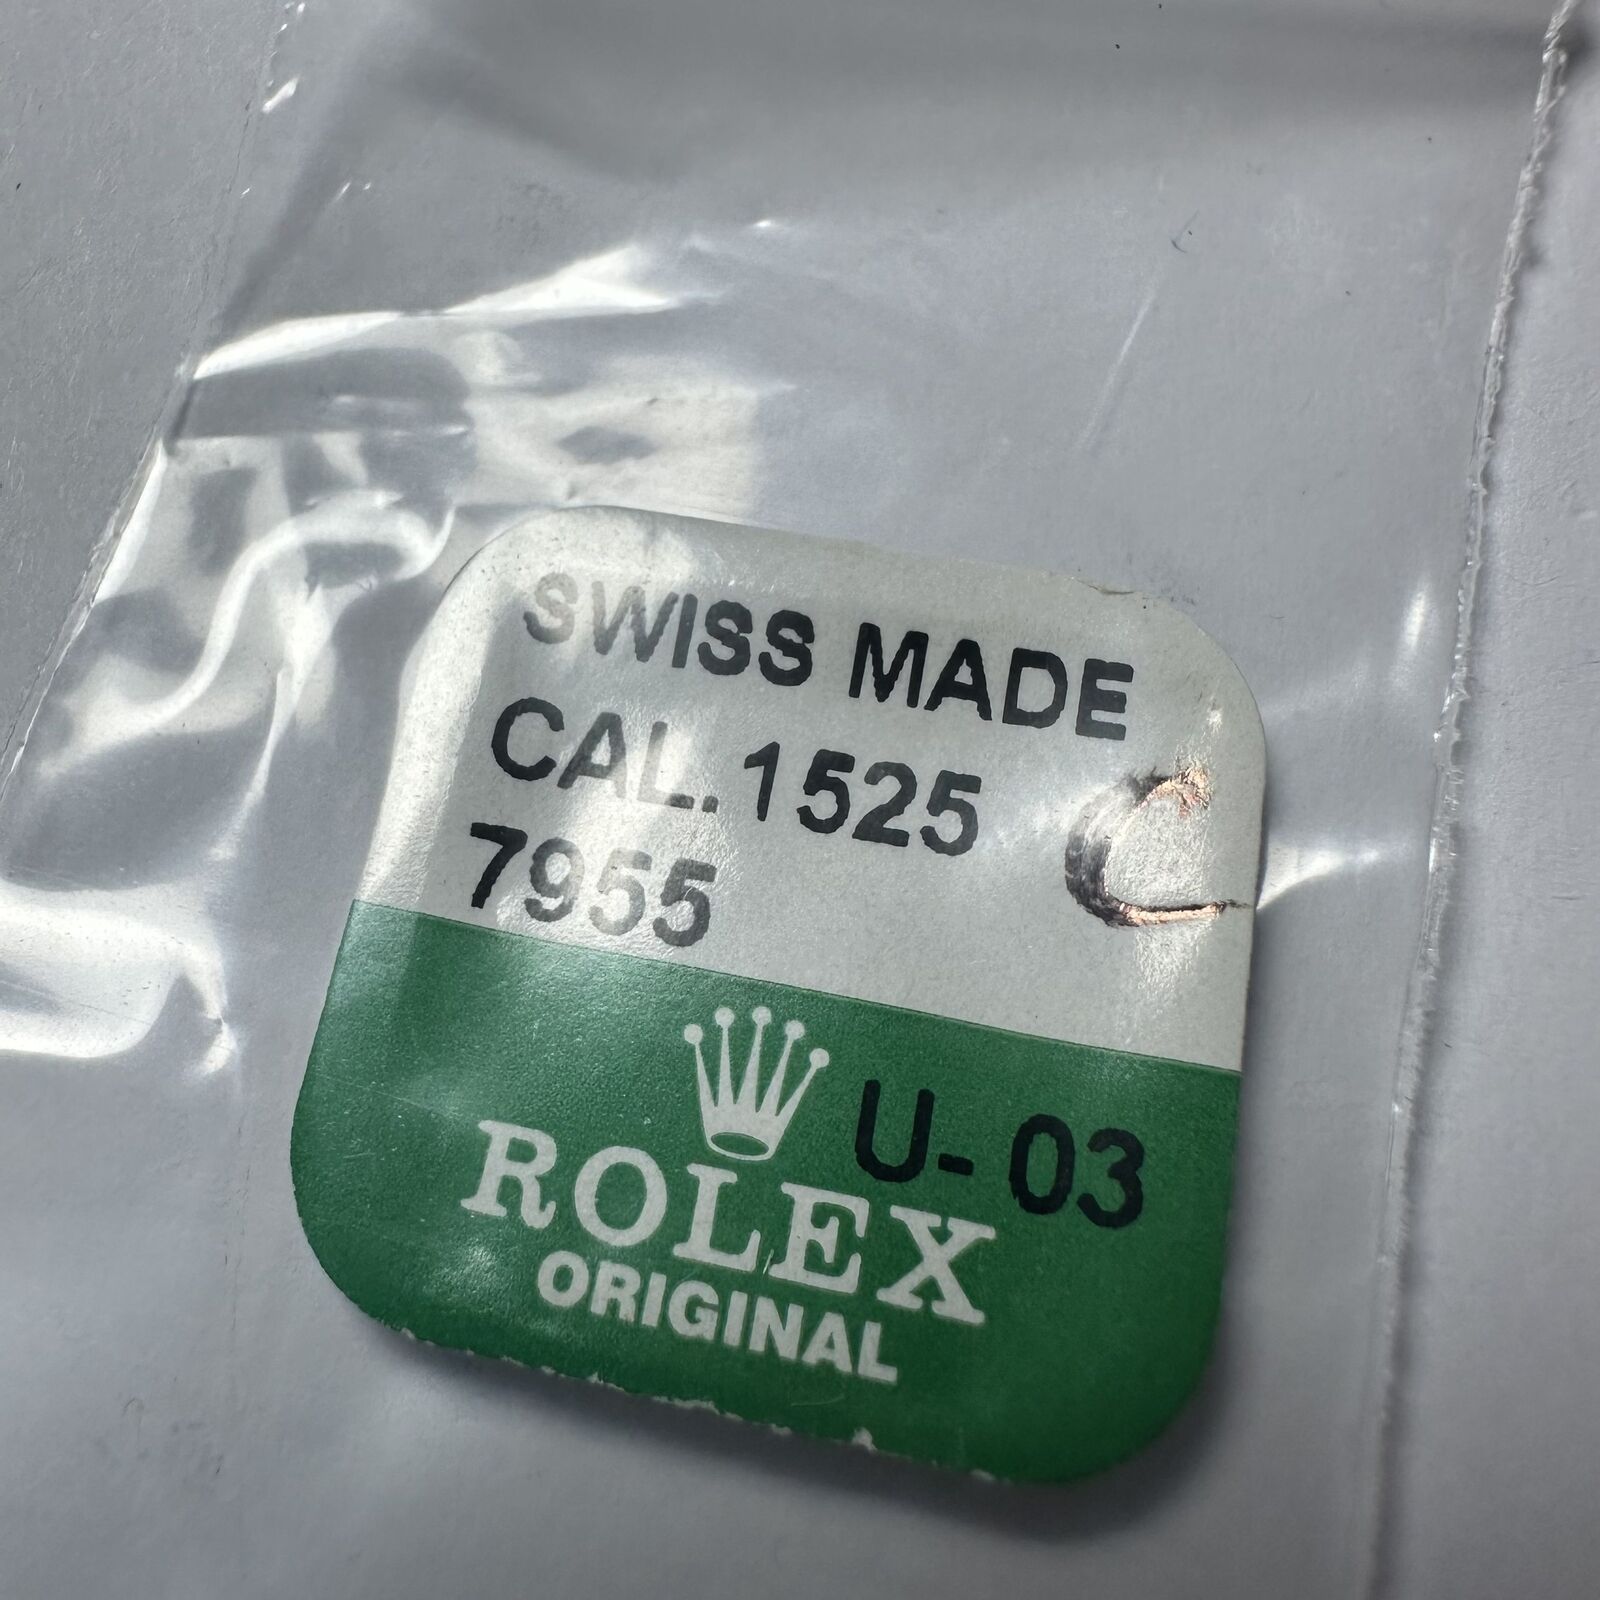 SWISS MADE
CAL. 1525
7955
C
U- 03
ROLEX
ORIGINAL